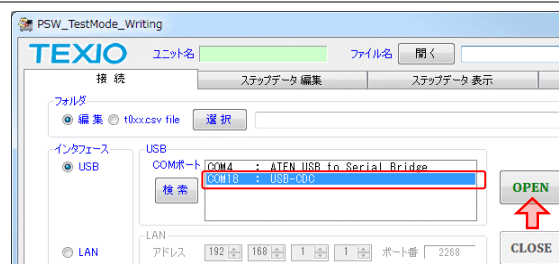 PSW_TestMode_Writing
TEXIO ユニット名 ファイル名 開く
接 続 ステップデータ 編集 ステップデータ 表示
フォルダ
編 集 t0xx.csv file 選 択
インタフェース USB
USB COMポート COM4 : ATEN USB to Serial Bridge
COM18 : USB-CDC
検 索
OPEN
LAN
LAN アドレス 192 168 1 1 ポート番 2268
CLOSE